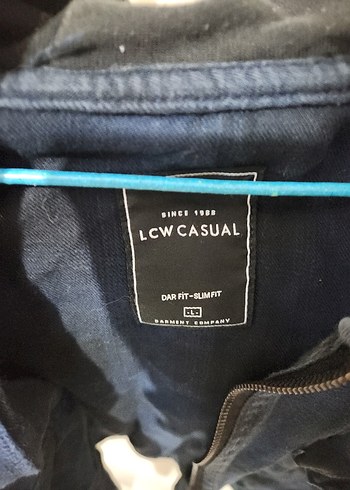 SINCE 1988
LCW CASUAL
DAR FİT-SLIM FIT
-L-
GARMENT COMPANY